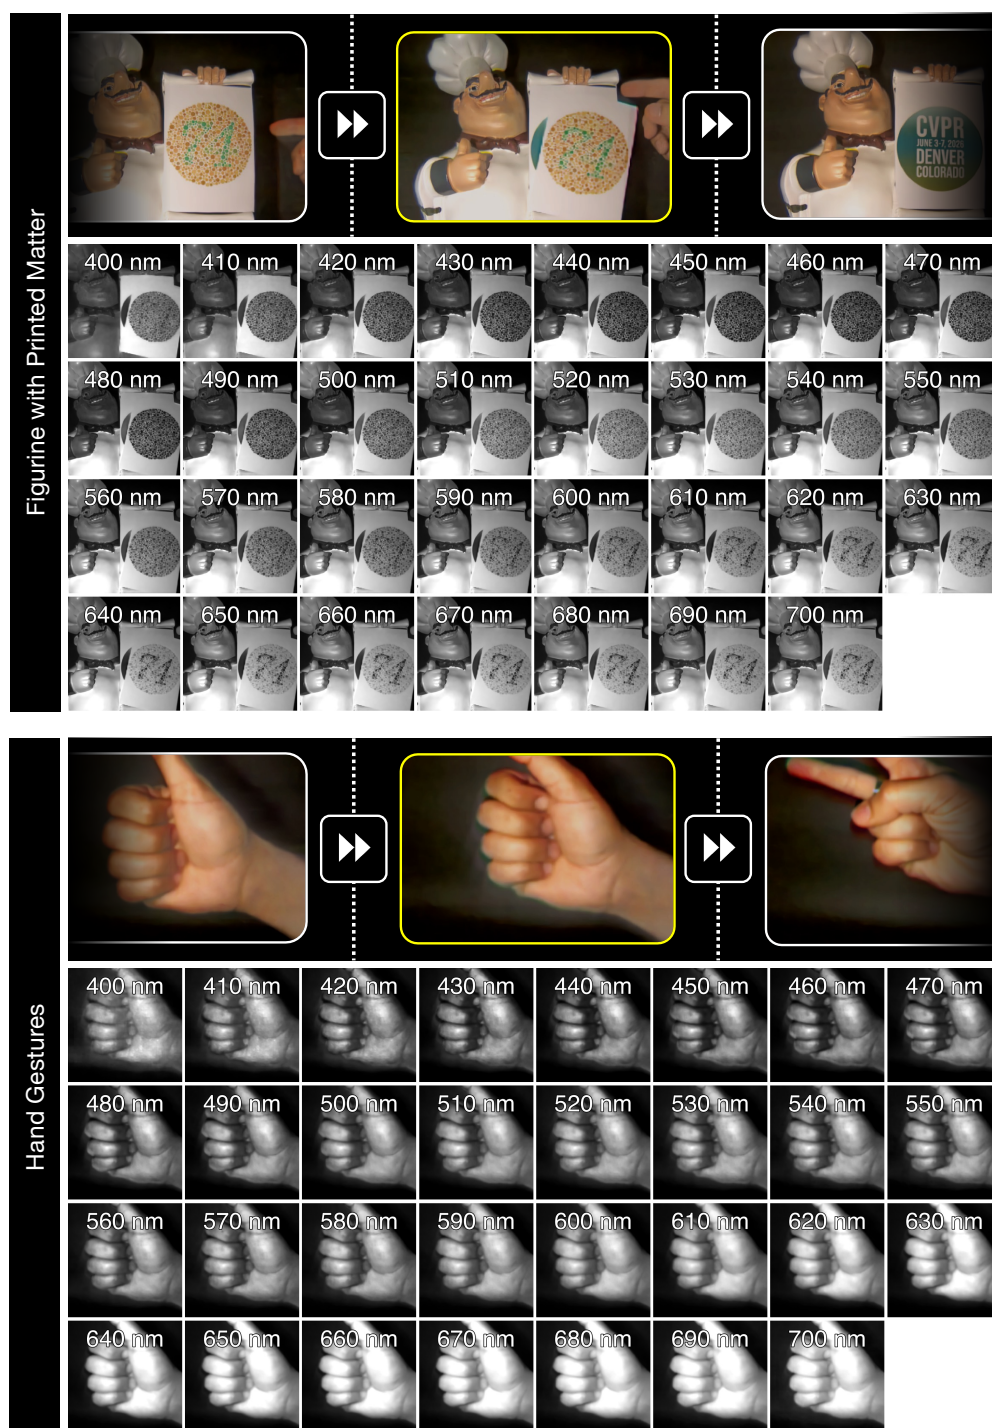 Figurine with Printed Matter
74
74
CVPR
JUNE 3-7, 2026
DENVER
COLORADO
400 nm 410 nm 420 nm 430 nm 440 nm 450 nm 460 nm 470 nm
480 nm 490 nm 500 nm 510 nm 520 nm 530 nm 540 nm 550 nm
560 nm 570 nm 580 nm 590 nm 600 nm 610 nm 620 nm 630 nm
640 nm 650 nm 660 nm 670 nm 680 nm 690 nm 700 nm
Hand Gestures
400 nm 410 nm 420 nm 430 nm 440 nm 450 nm 460 nm 470 nm
480 nm 490 nm 500 nm 510 nm 520 nm 530 nm 540 nm 550 nm
560 nm 570 nm 580 nm 590 nm 600 nm 610 nm 620 nm 630 nm
640 nm 650 nm 660 nm 670 nm 680 nm 690 nm 700 nm